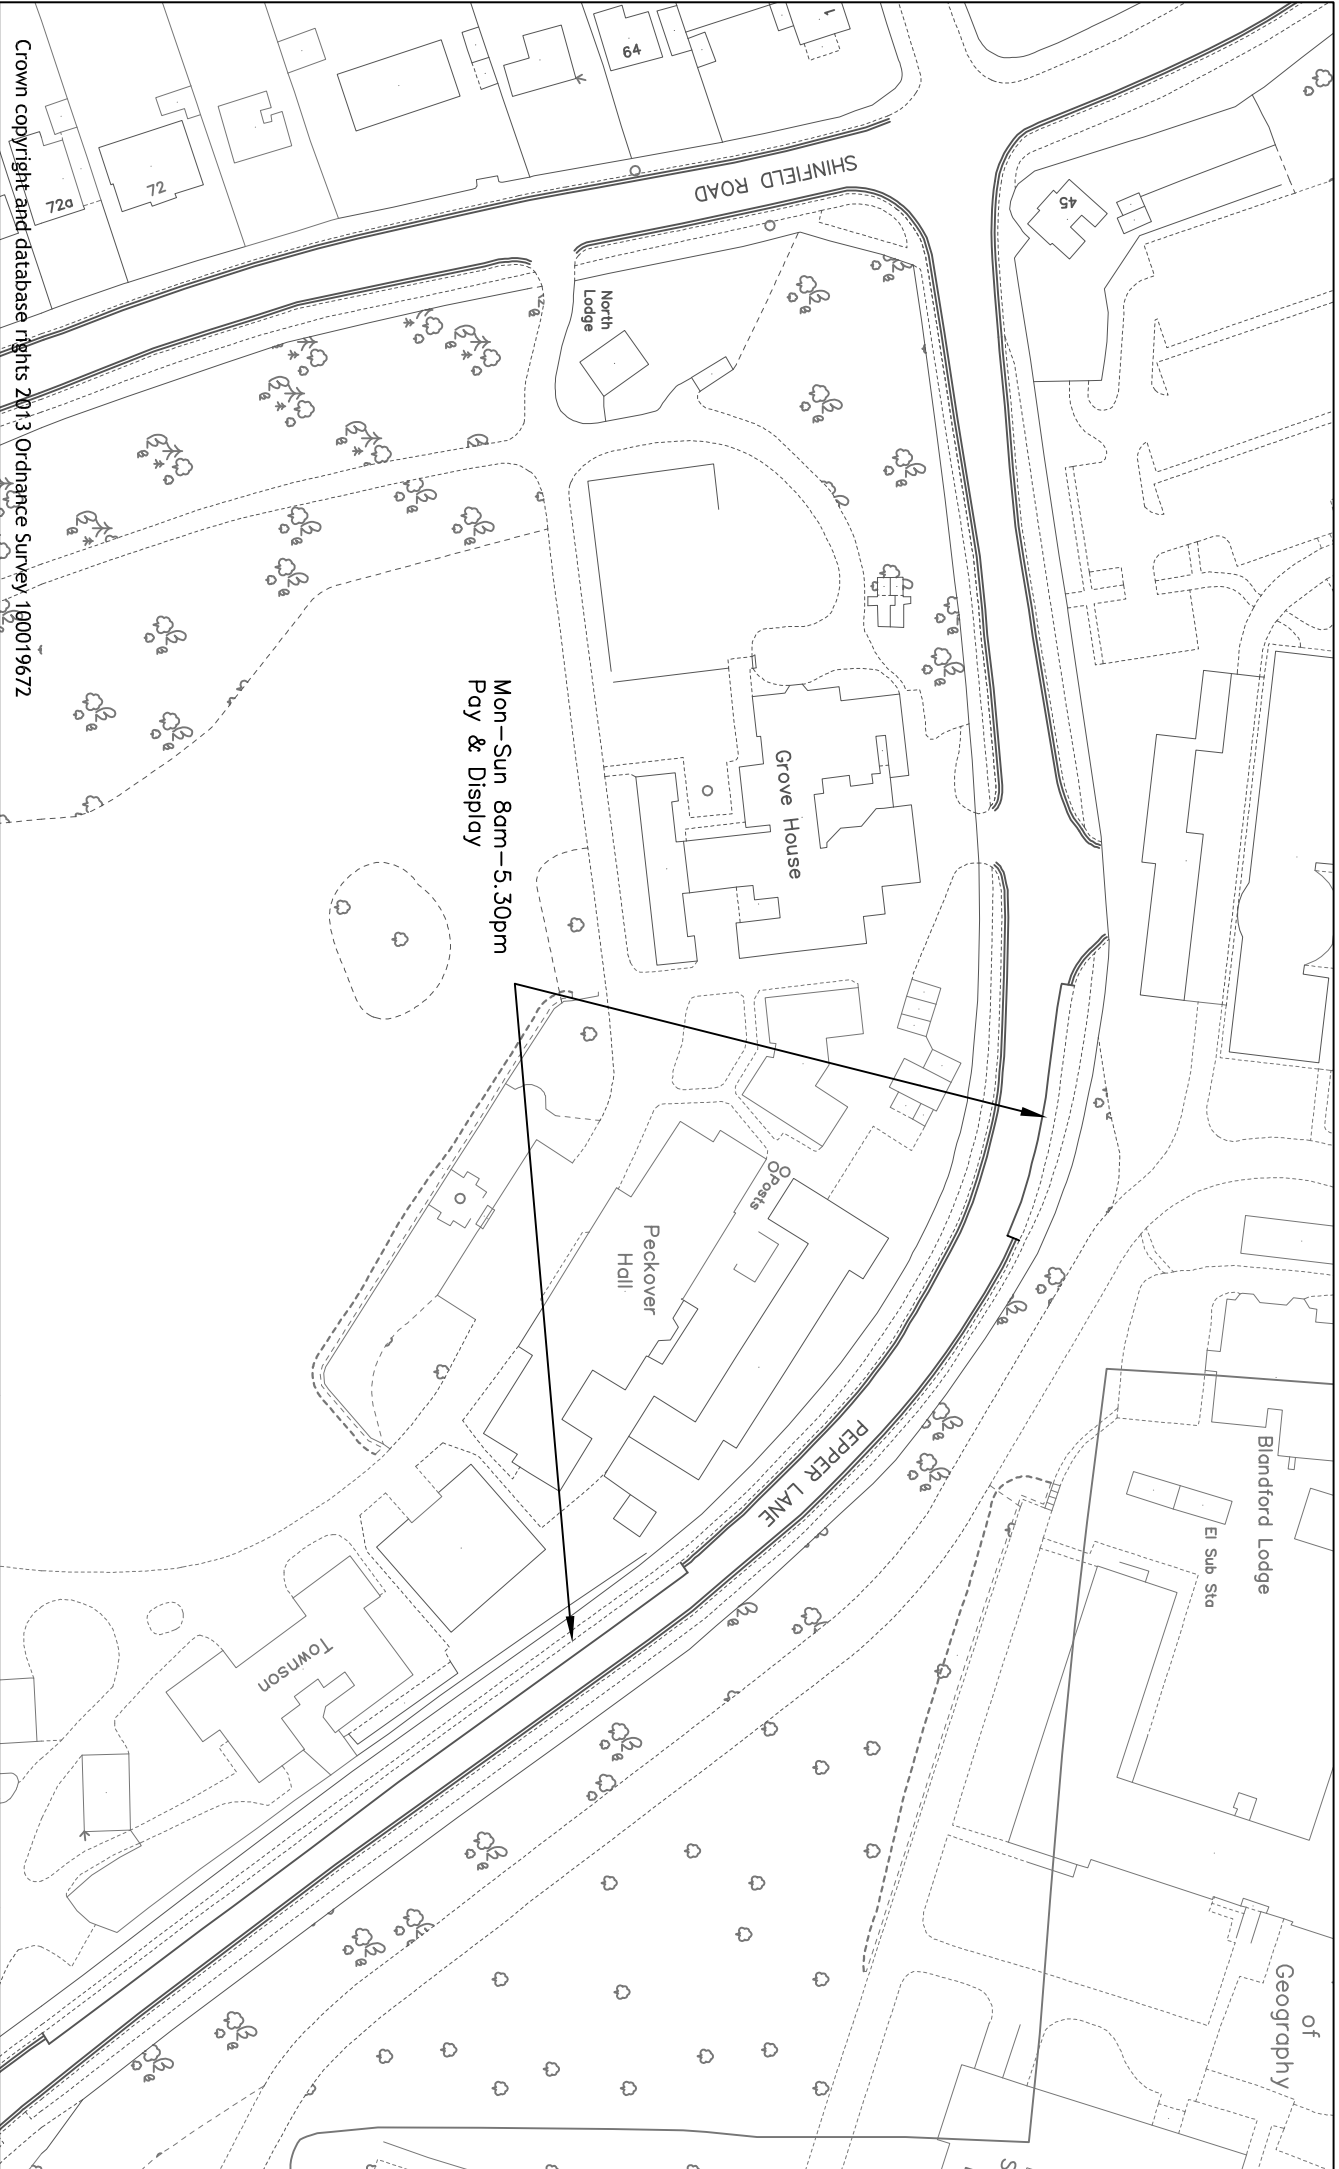 1
64
72
72a
45
SHINFIELD ROAD
North
Lodge
Grove House
Mon-Sun 8am-5.30pm
Pay & Display
Posts
Peckover
Hall
PEPPER LANE
Blandford Lodge
El Sub Sta
Townson
of
Geography
Crown copyright and database rights 2013 Ordnance Survey 100019672